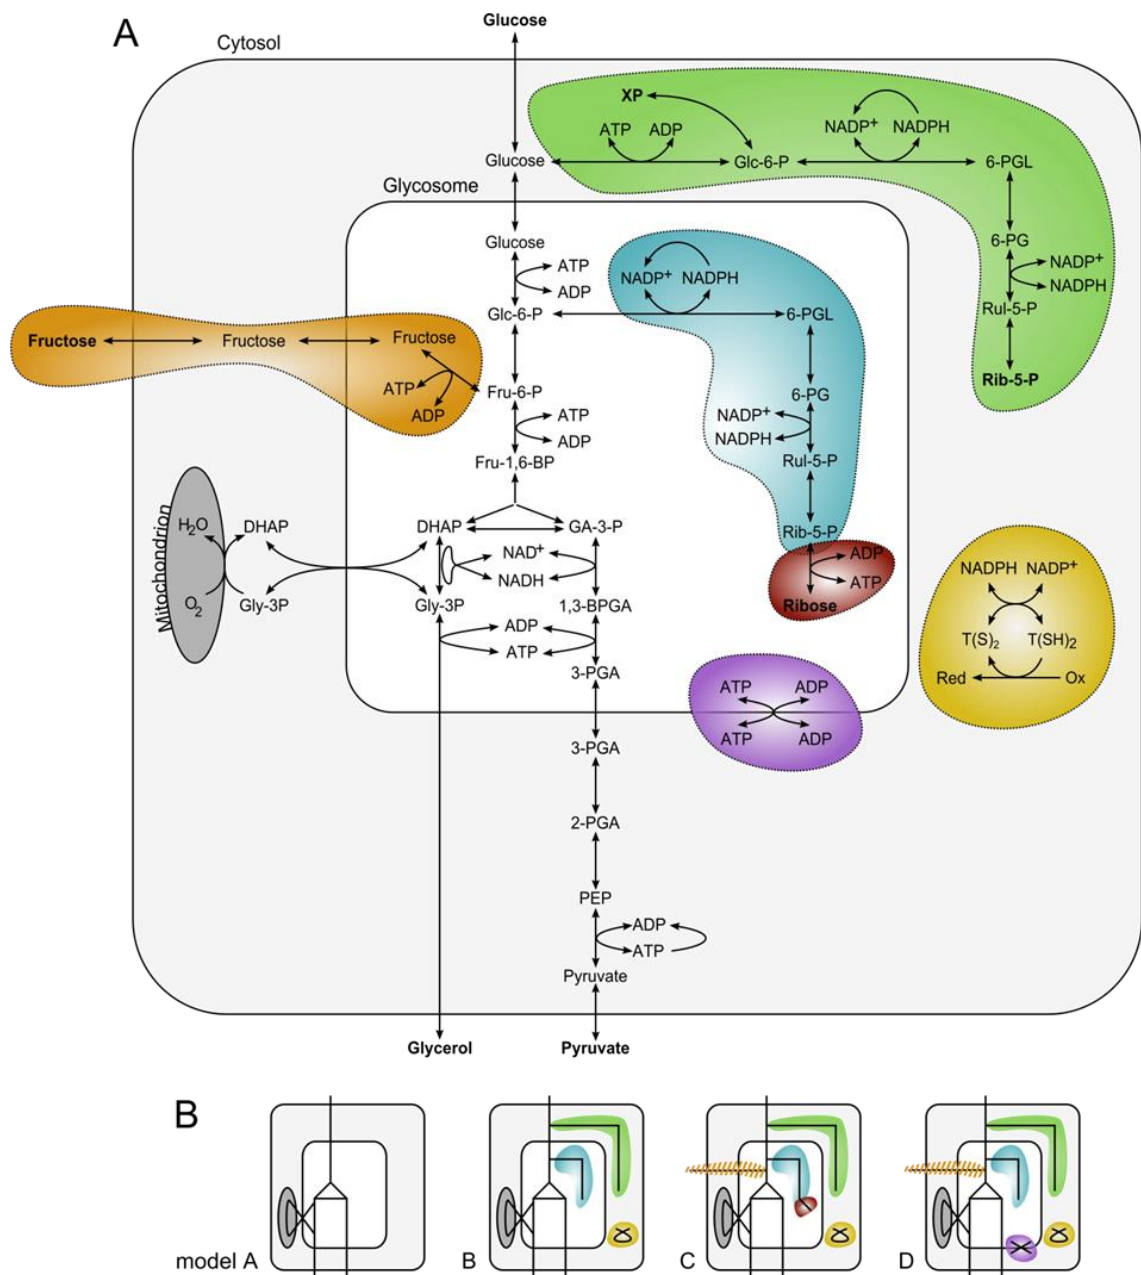 A
Glucose
Cytosol
XP
ATP ADP
NADP+ NADPH
Glucose
Glc-6-P
6-PGL
Glycosome
Glucose
6-PG
ATP
ADP
NADP+ NADPH
NADP+
NADPH
Glc-6-P
6-PGL
Rul-5-P
Fructose
Fructose
Fructose
Rib-5-P
ATP
ADP
Fru-6-P
6-PG
ATP
ADP
NADP+
NADPH
Fru-1,6-BP
Rul-5-P
Mitochondrion
H2O
O2
DHAP
Gly-3P
DHAP
GA-3-P
Rib-5-P
NAD+
NADH
ADP
ATP
Gly-3P
1,3-BPGA
Ribose
NADPH NADP+
T(S)2 T(SH)2
Red Ox
ADP
ATP
3-PGA
ATP ADP
ATP ADP
3-PGA
2-PGA
PEP
ADP
ATP
Pyruvate
Glycerol
Pyruvate
B
model A
B
C
D